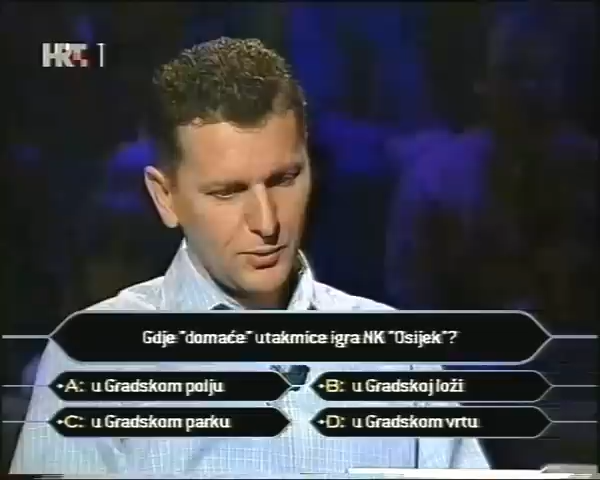 HRT 1
Gdje "domaće" utakmice igra NK "Osijek"?
A: u Gradskom polju
B: u Gradskoj loži
C: u Gradskom parku
D: u Gradskom vrtu